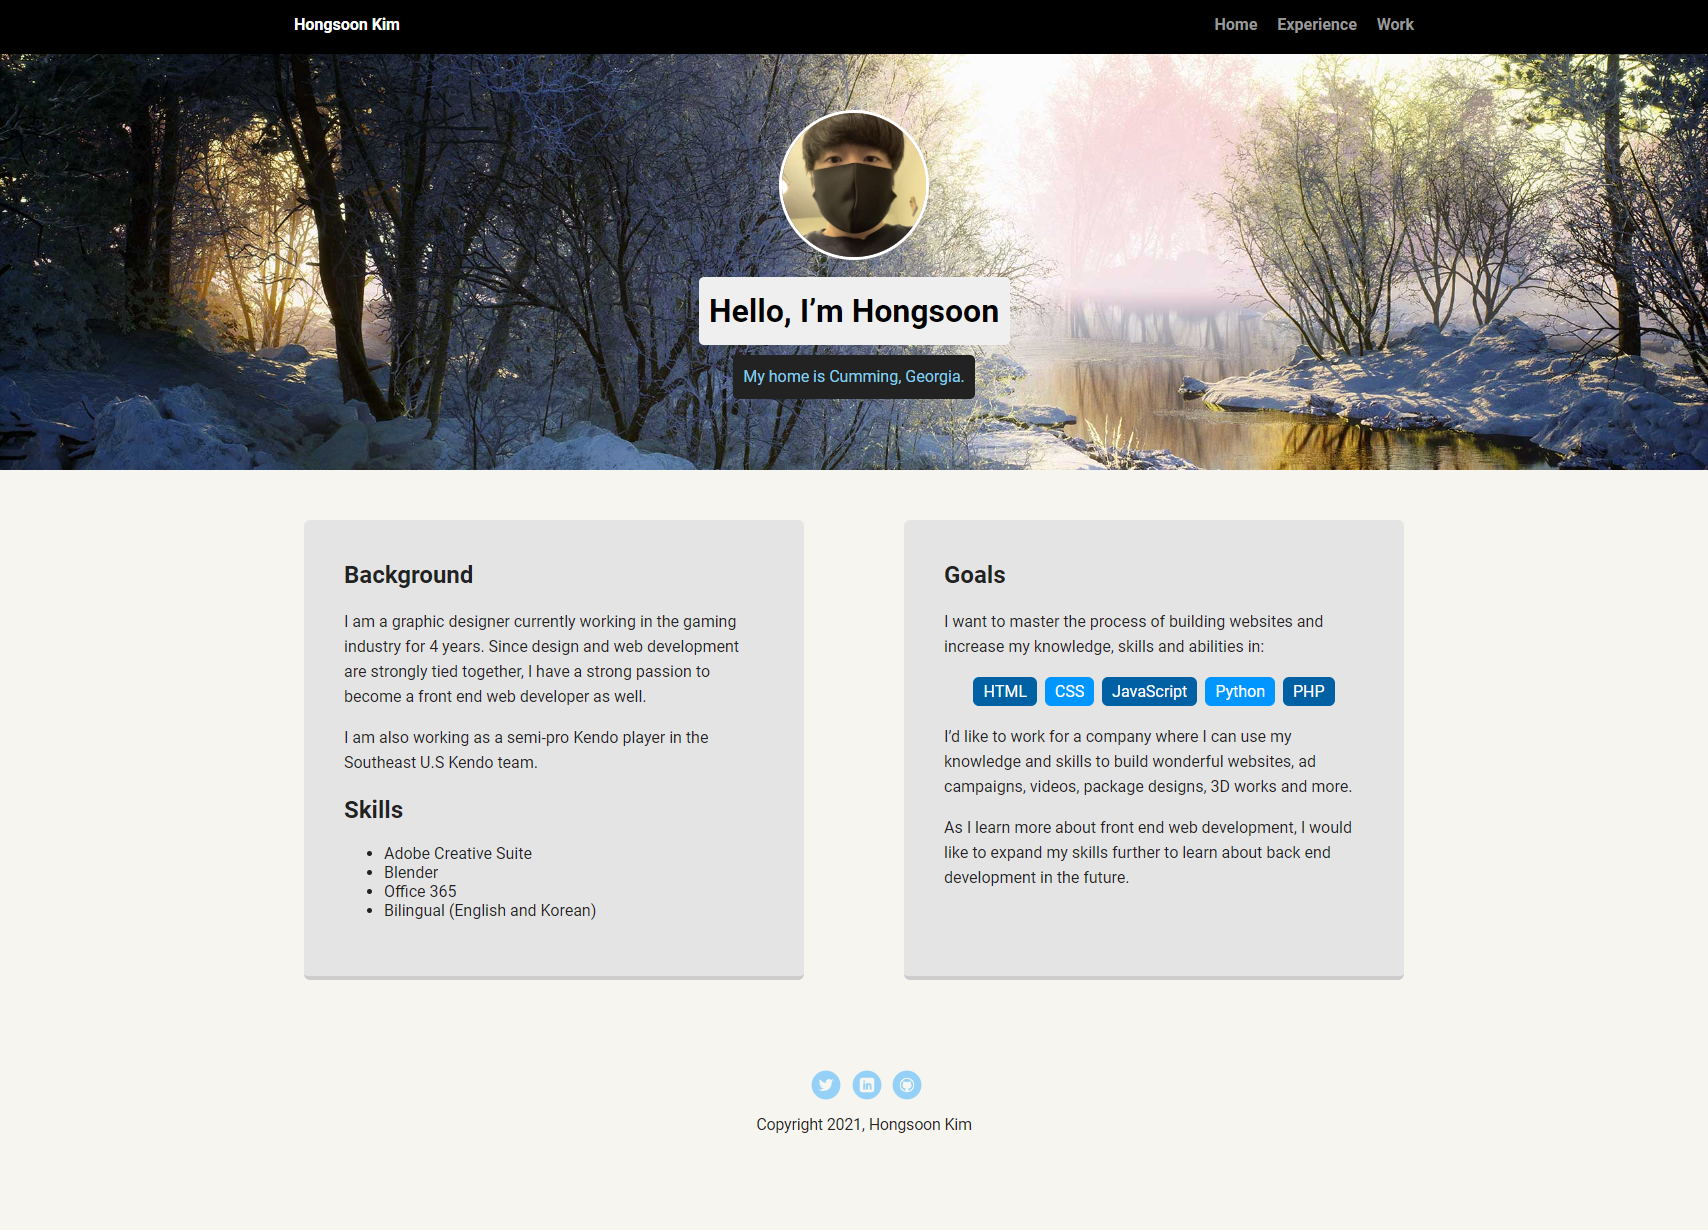 Hongsoon Kim
Home Experience Work
Hello, I’m Hongsoon
My home is Cumming, Georgia.
Background
I am a graphic designer currently working in the gaming
industry for 4 years. Since design and web development
are strongly tied together, I have a strong passion to
become a front end web developer as well.
I am also working as a semi-pro Kendo player in the
Southeast U.S Kendo team.
Skills
Adobe Creative Suite
Blender
Office 365
Bilingual (English and Korean)
Goals
I want to master the process of building websites and
increase my knowledge, skills and abilities in:
HTML CSS JavaScript Python PHP
I’d like to work for a company where I can use my
knowledge and skills to build wonderful websites, ad
campaigns, videos, package designs, 3D works and more.
As I learn more about front end web development, I would
like to expand my skills further to learn about back end
development in the future.
in
Copyright 2021, Hongsoon Kim